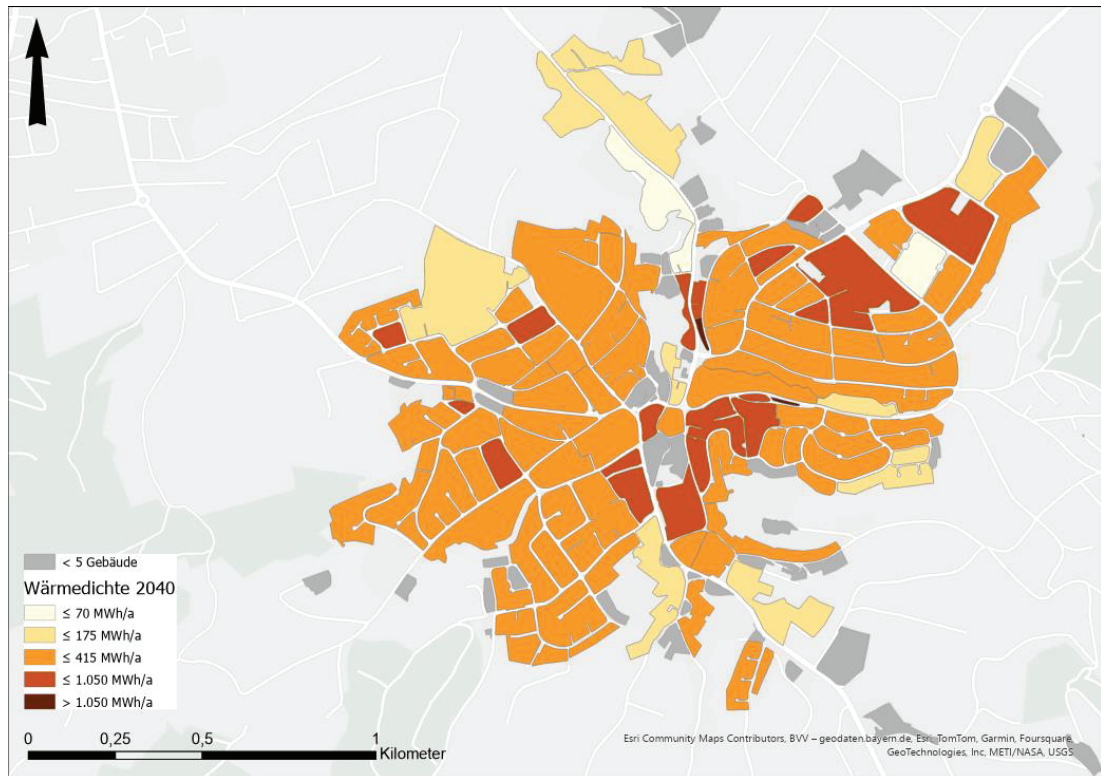 < 5 Gebäude
Wärmedichte 2040
≤ 70 MWh/a
≤ 175 MWh/a
≤ 415 MWh/a
≤ 1.050 MWh/a
> 1.050 MWh/a
0 0,25 0,5 1
Kilometer
Esri Community Maps Contributors, BVV – geodaten.bayern.de, Esri, TomTom, Garmin, Foursquare,
GeoTechnologies, Inc, METI/NASA, USGS